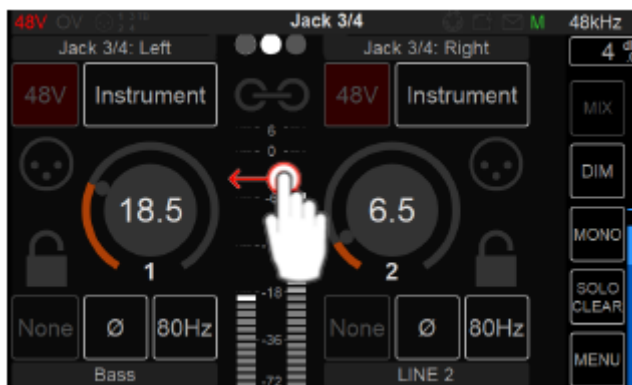 48V OV Jack 3/4 M 48kHz
Jack 3/4: Left Jack 3/4: Right 4
48V Instrument 48V Instrument MIX
6
0
DIM
18.5 6.5
MONO
1 2
-18 SOLO
CLEAR
None Ø 80Hz None Ø 80Hz
-36
MENU
Bass -72 LINE 2